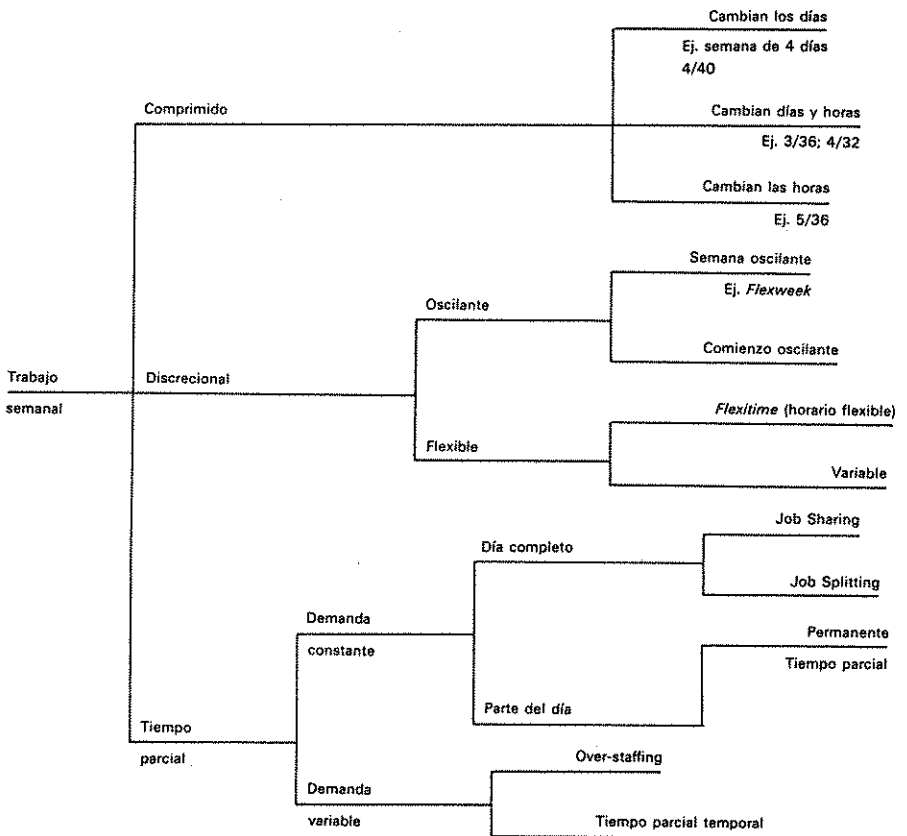 Cambian los días
Ej. semana de 4 días
4/40
Comprimido
Cambian días y horas
Ej. 3/36; 4/32
Cambian las horas
Ej. 5/36
Semana oscilante
Ej. Flexweek
Oscilante
Comienzo oscilante
Trabajo
semanal
Discrecional
Flexitime (horario flexible)
Flexible
Variable
Job Sharing
Día completo
Job Splitting
Demanda
constante
Permanente
Tiempo parcial
Parte del día
Tiempo
parcial
Over-staffing
Demanda
variable
Tiempo parcial temporal